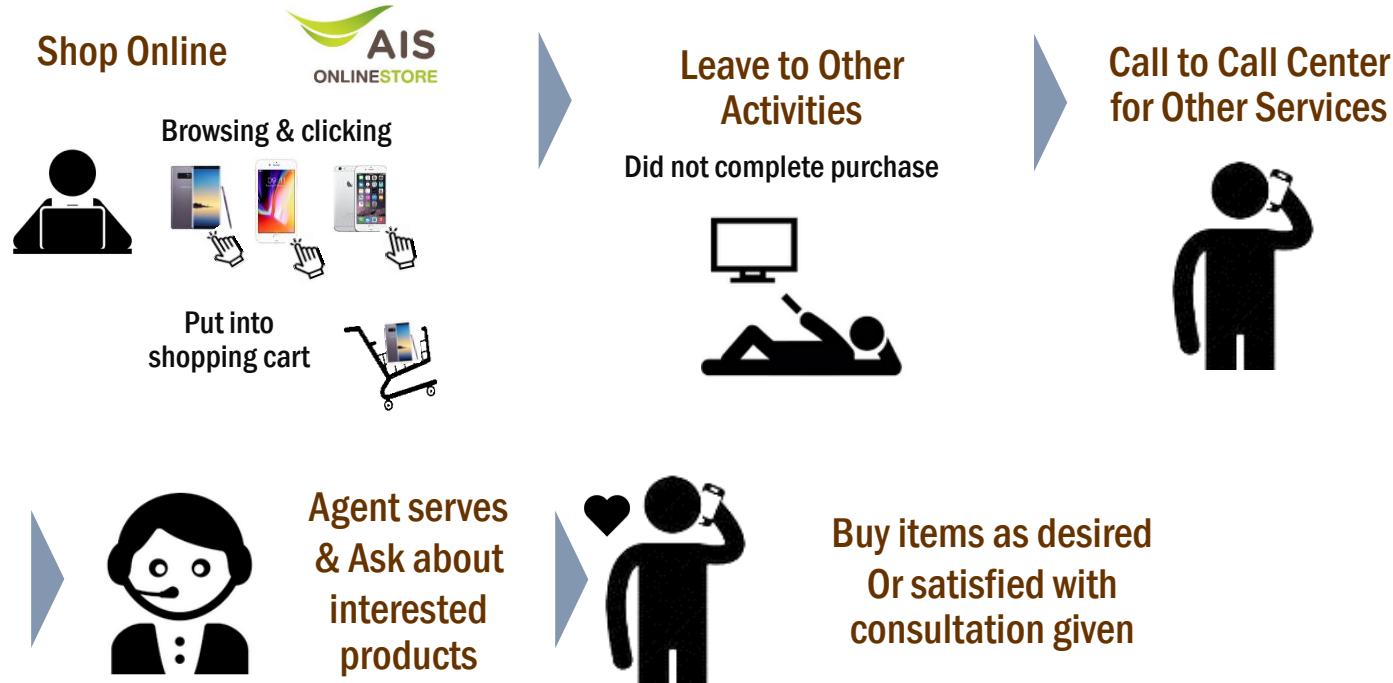 Shop Online
AIS
ONLINESTORE
Browsing & clicking
Put into
shopping cart
Leave to Other
Activities
Did not complete purchase
Call to Call Center
for Other Services
Agent serves
& Ask about
interested
products
Buy items as desired
Or satisfied with
consultation given